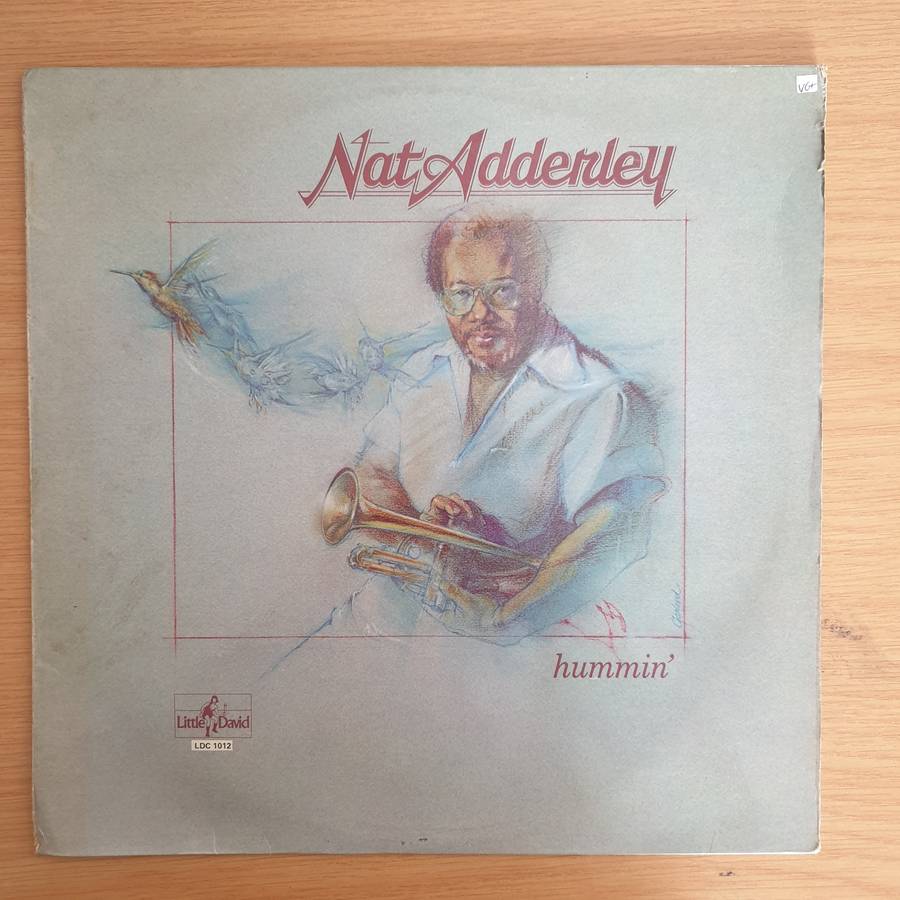 VG+
Nat Adderley
hummin'
Little David
LDC 1012